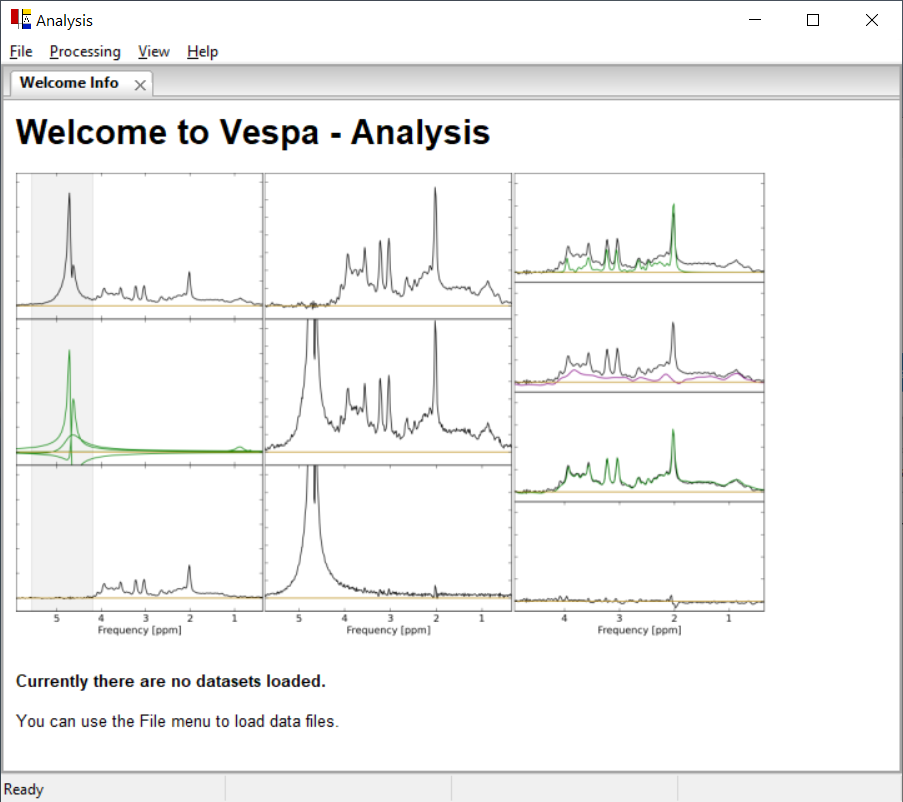 Analysis
File Processing View Help
Welcome Info
Welcome to Vespa - Analysis
5 4 3 2 1
Frequency [ppm]
5 4 3 2 1
Frequency [ppm]
4 3 2 1
Frequency [ppm]
Currently there are no datasets loaded.
You can use the File menu to load data files.
Ready